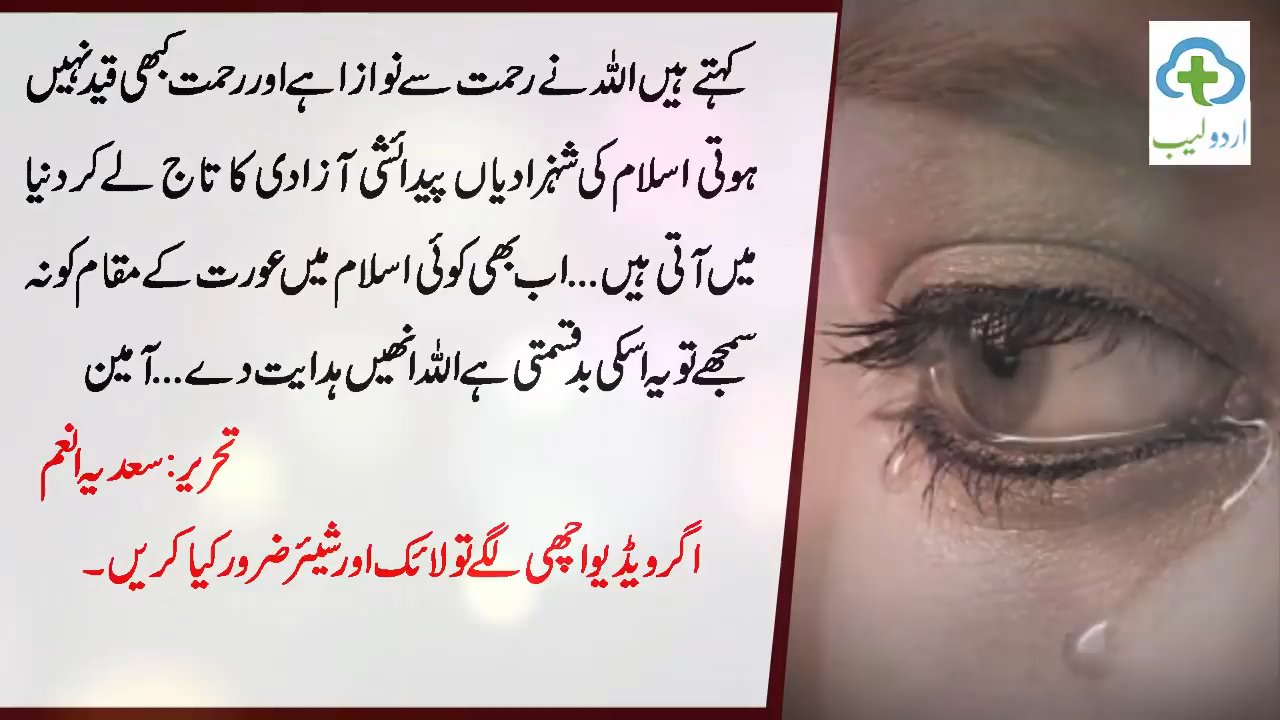 کہتے ہیں اللہ نے رحمت سے نوازا ہے اور رحمت کبھی قید نہیں
ہوتی اسلام کی شہزادیاں پیدائشی آزادی کا تاج لے کر دنیا
میں آتی ہیں...اب بھی کوئی اسلام میں عورت کے مقام کو نہ
سمجھے تو یہ اسکی بدقسمتی ہے اللہ انھیں ہدایت دے...آمین
تحریر: سعدیہ انعم
اگر ویڈیو اچھی لگے تو لائک اور شیئر ضرور کیا کریں۔
اردو لیب